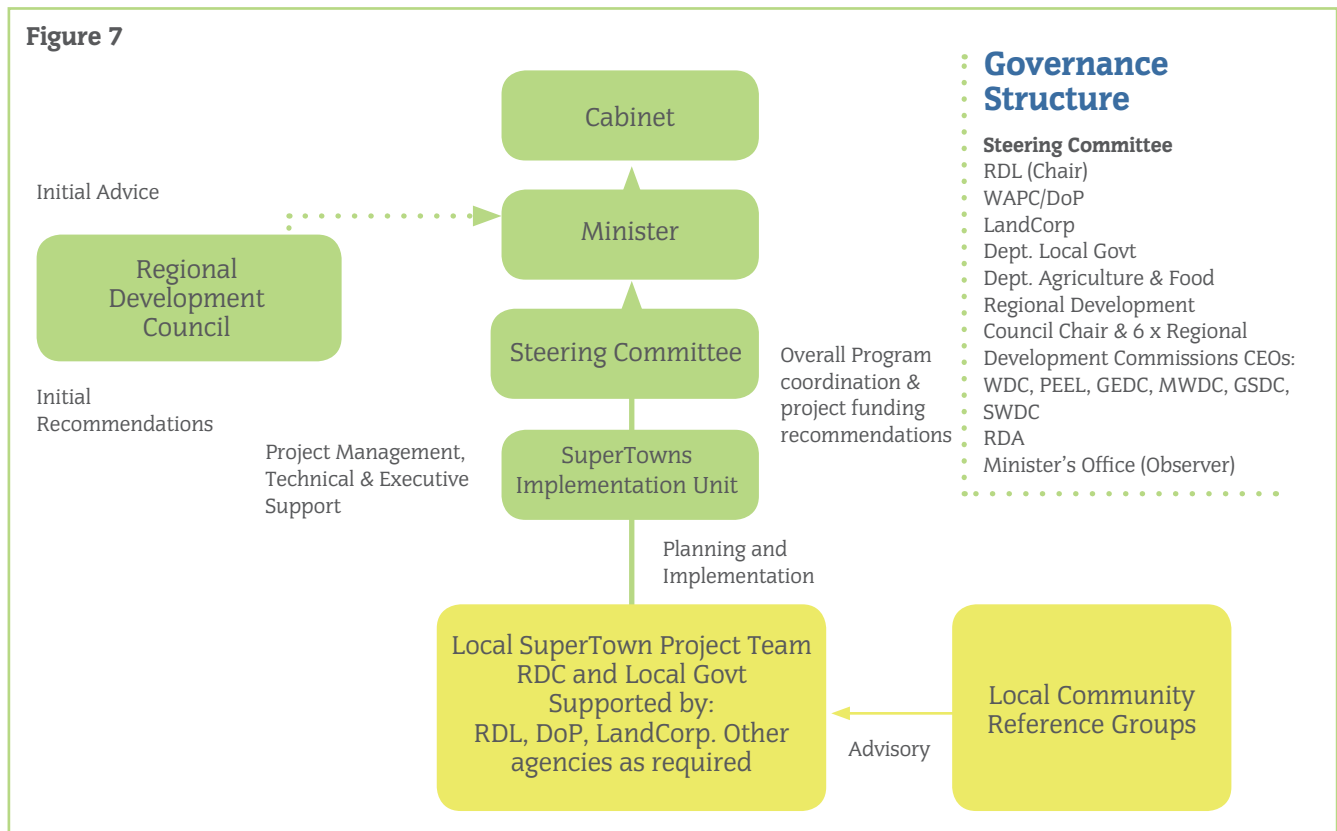 Figure 7
Cabinet
Initial Advice
Minister
Regional
Development
Council
Steering Committee
Overall Program
coordination &
project funding
recommendations
Initial
Recommendations
Project Management,
Technical & Executive
Support
SuperTowns
Implementation Unit
Planning and
Implementation
Local SuperTown Project Team
RDC and Local Govt
Supported by:
RDL, DoP, LandCorp. Other
agencies as required
Advisory
Local Community
Reference Groups
Governance
Structure
Steering Committee
RDL (Chair)
WAPC/DoP
LandCorp
Dept. Local Govt
Dept. Agriculture & Food
Regional Development
Council Chair & 6 x Regional
Development Commissions CEOs:
WDC, PEEL, GEDC, MWDC, GSDC,
SWDC
RDA
Minister’s Office (Observer)